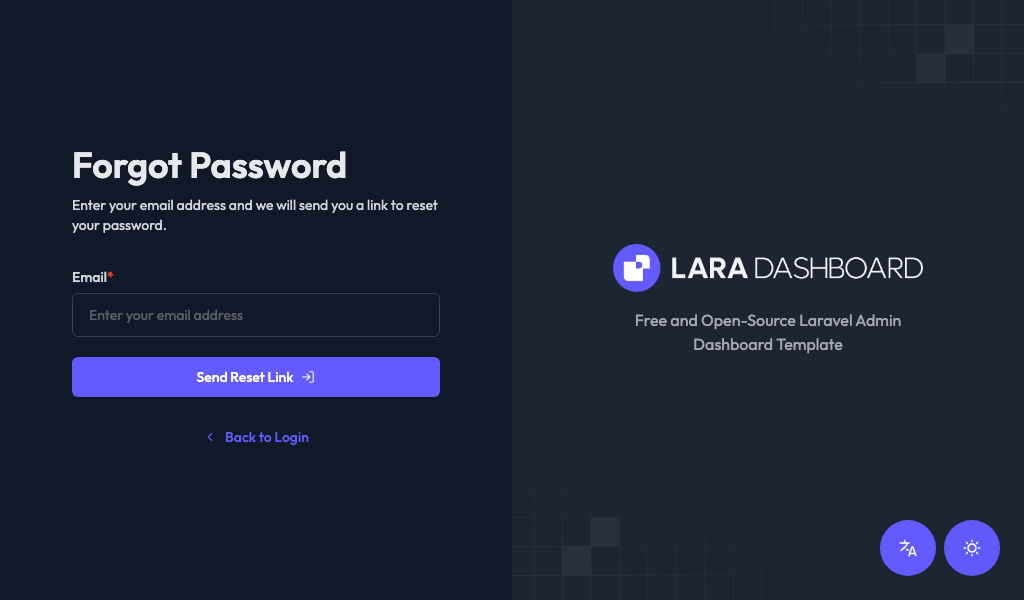 Forgot Password
Enter your email address and we will send you a link to reset
your password.
Email*
Enter your email address
Send Reset Link
Back to Login
LARA DASHBOARD
Free and Open-Source Laravel Admin
Dashboard Template